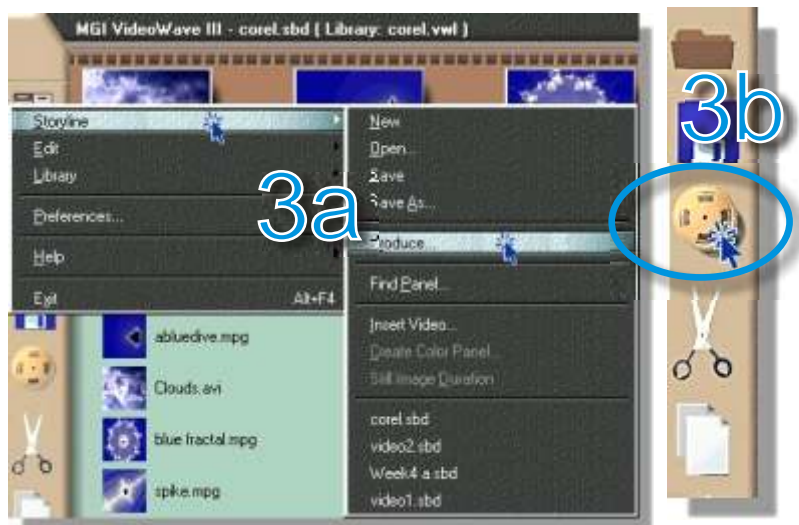 MGI VideoWave III - corel.sbd ( Library: corel.vwl )
Storyline
Edit
Library
Preferences...
Help
Exit Alt+F4
3a
New
Open...
Save
Save As...
Produce...
Find Panel...
Insert Video...
Create Color Panel...
Still Image Duration
corel.sbd
video2.sbd
Week4 a.sbd
video1.sbd
abluedive.mpg
Clouds.avi
blue fractal.mpg
spike.mpg
3b